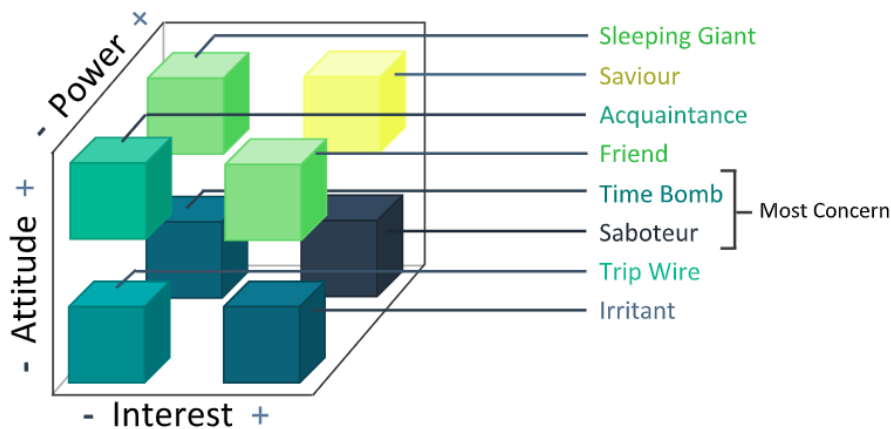 - Power +
- Attitude +
- Interest +
Sleeping Giant
Saviour
Acquaintance
Friend
Time Bomb
Saboteur
Trip Wire
Irritant
Most Concern